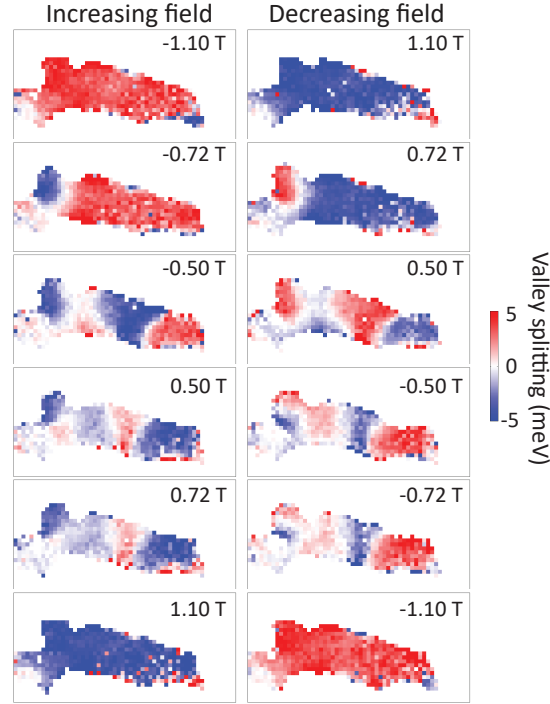 Increasing field
Decreasing field
-1.10 T
1.10 T
-0.72 T
0.72 T
-0.50 T
0.50 T
0.50 T
-0.50 T
0.72 T
-0.72 T
1.10 T
-1.10 T
5
0
-5
Valley splitting (meV)